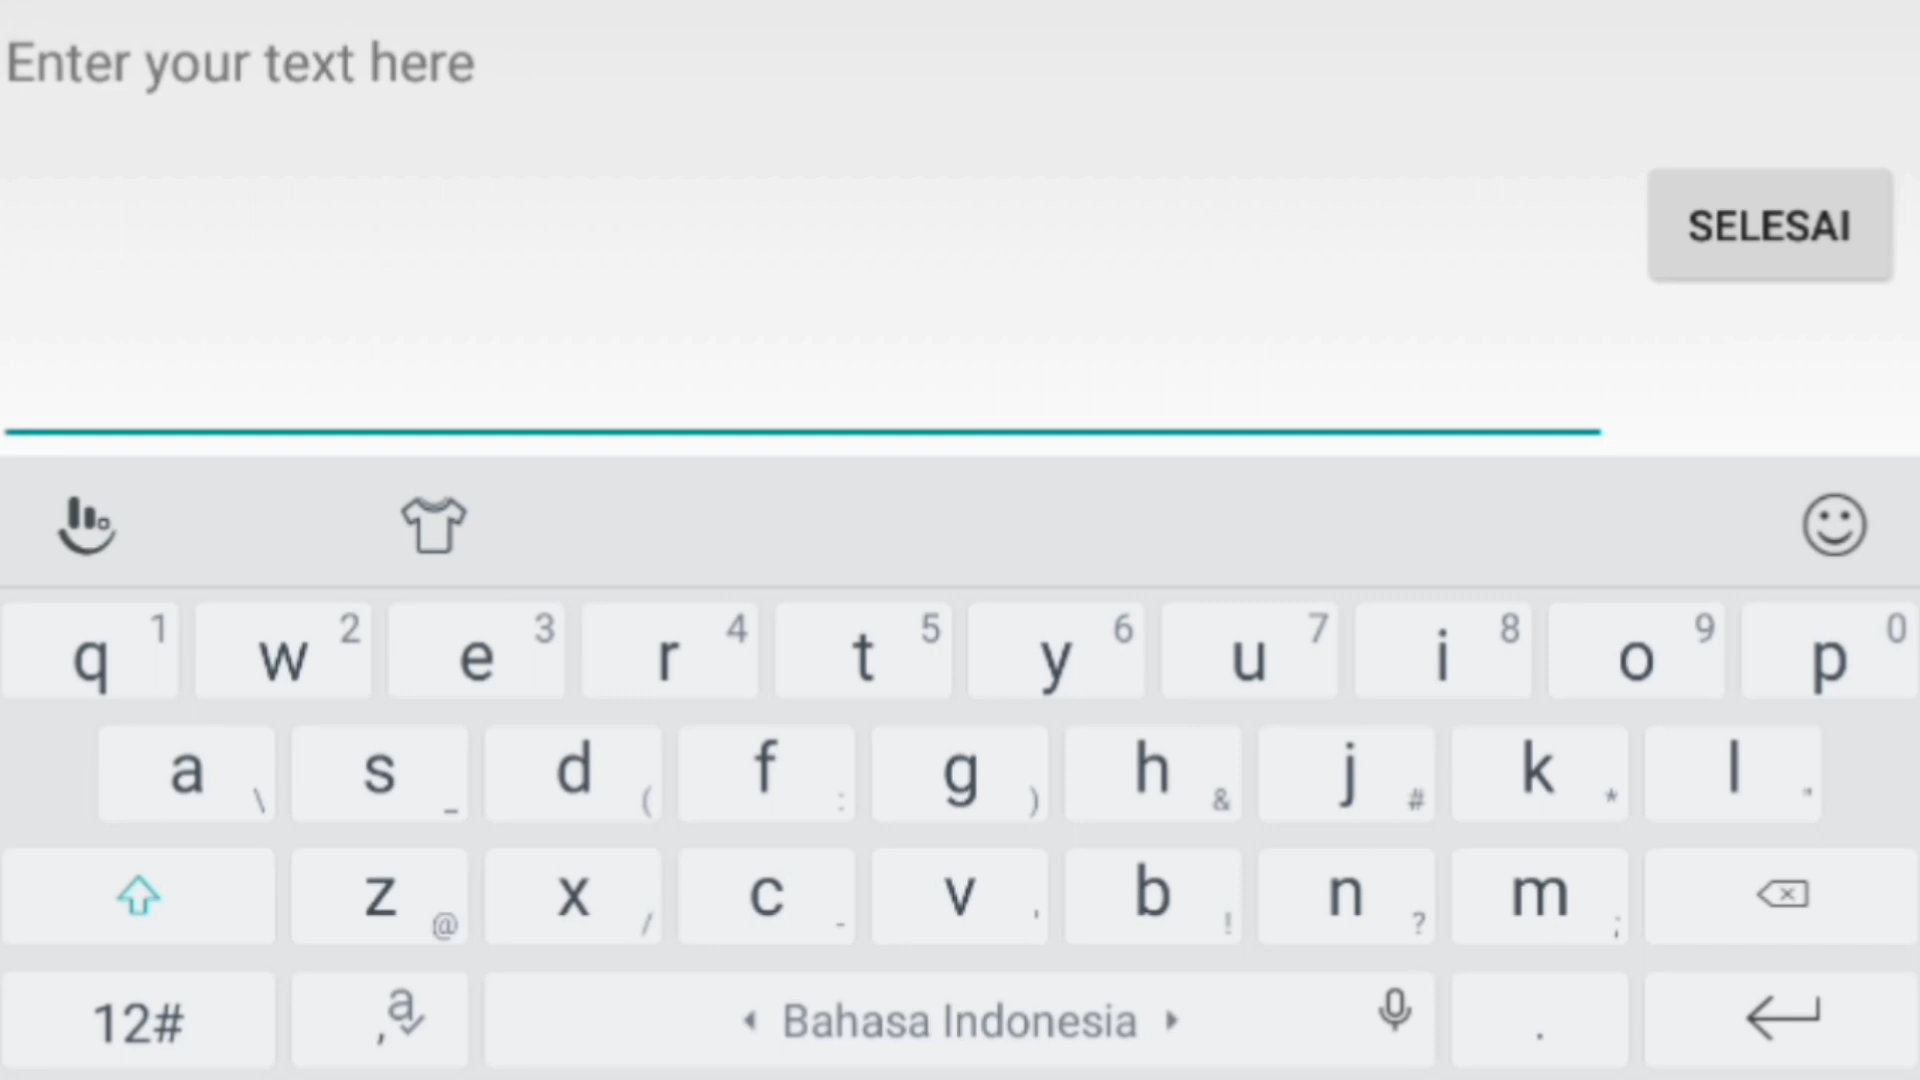 Enter your text here
SELESAI
q 1 w 2 e 3 r 4 t 5 y 6 u 7 i 8 o 9 p 0
a \ s _ d ( f : g ) h & j # k * l "
z @ x / c - v ' b ! n ? m ;
12# , a Bahasa Indonesia .